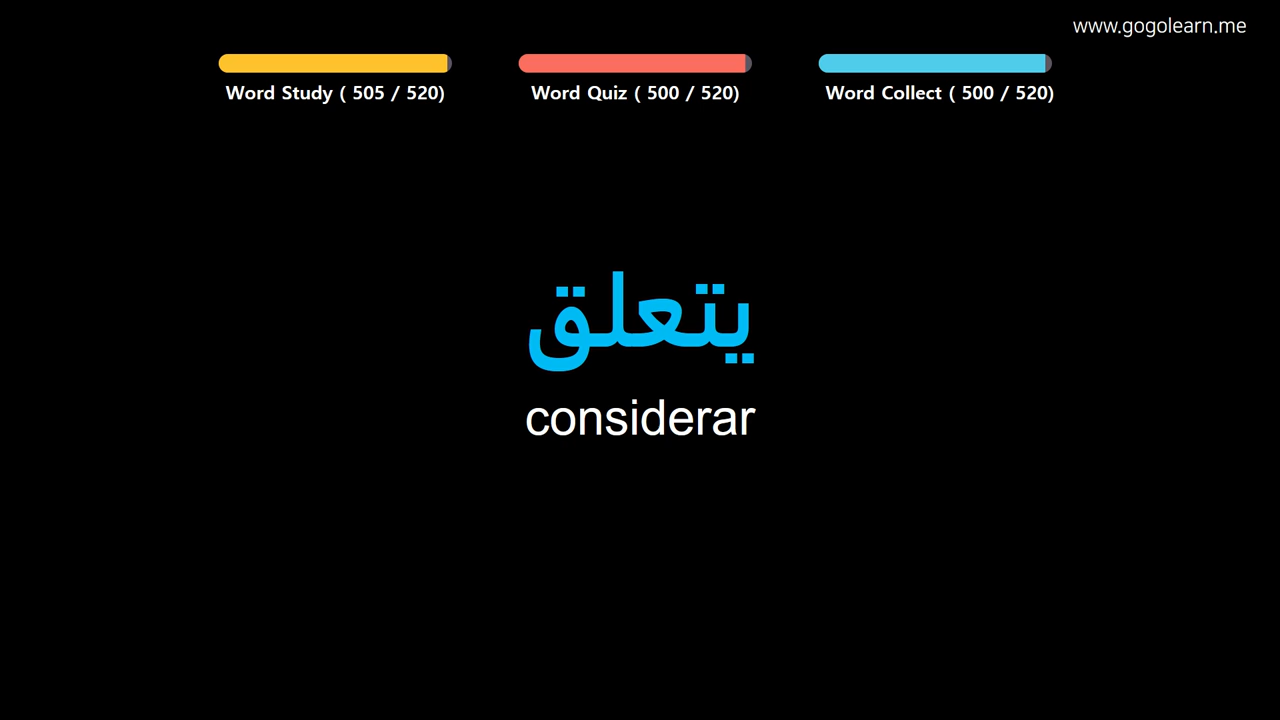 www.gogolearn.me
Word Study ( 505 / 520)
Word Quiz ( 500 / 520)
Word Collect ( 500 / 520)
يتعلق
considerar